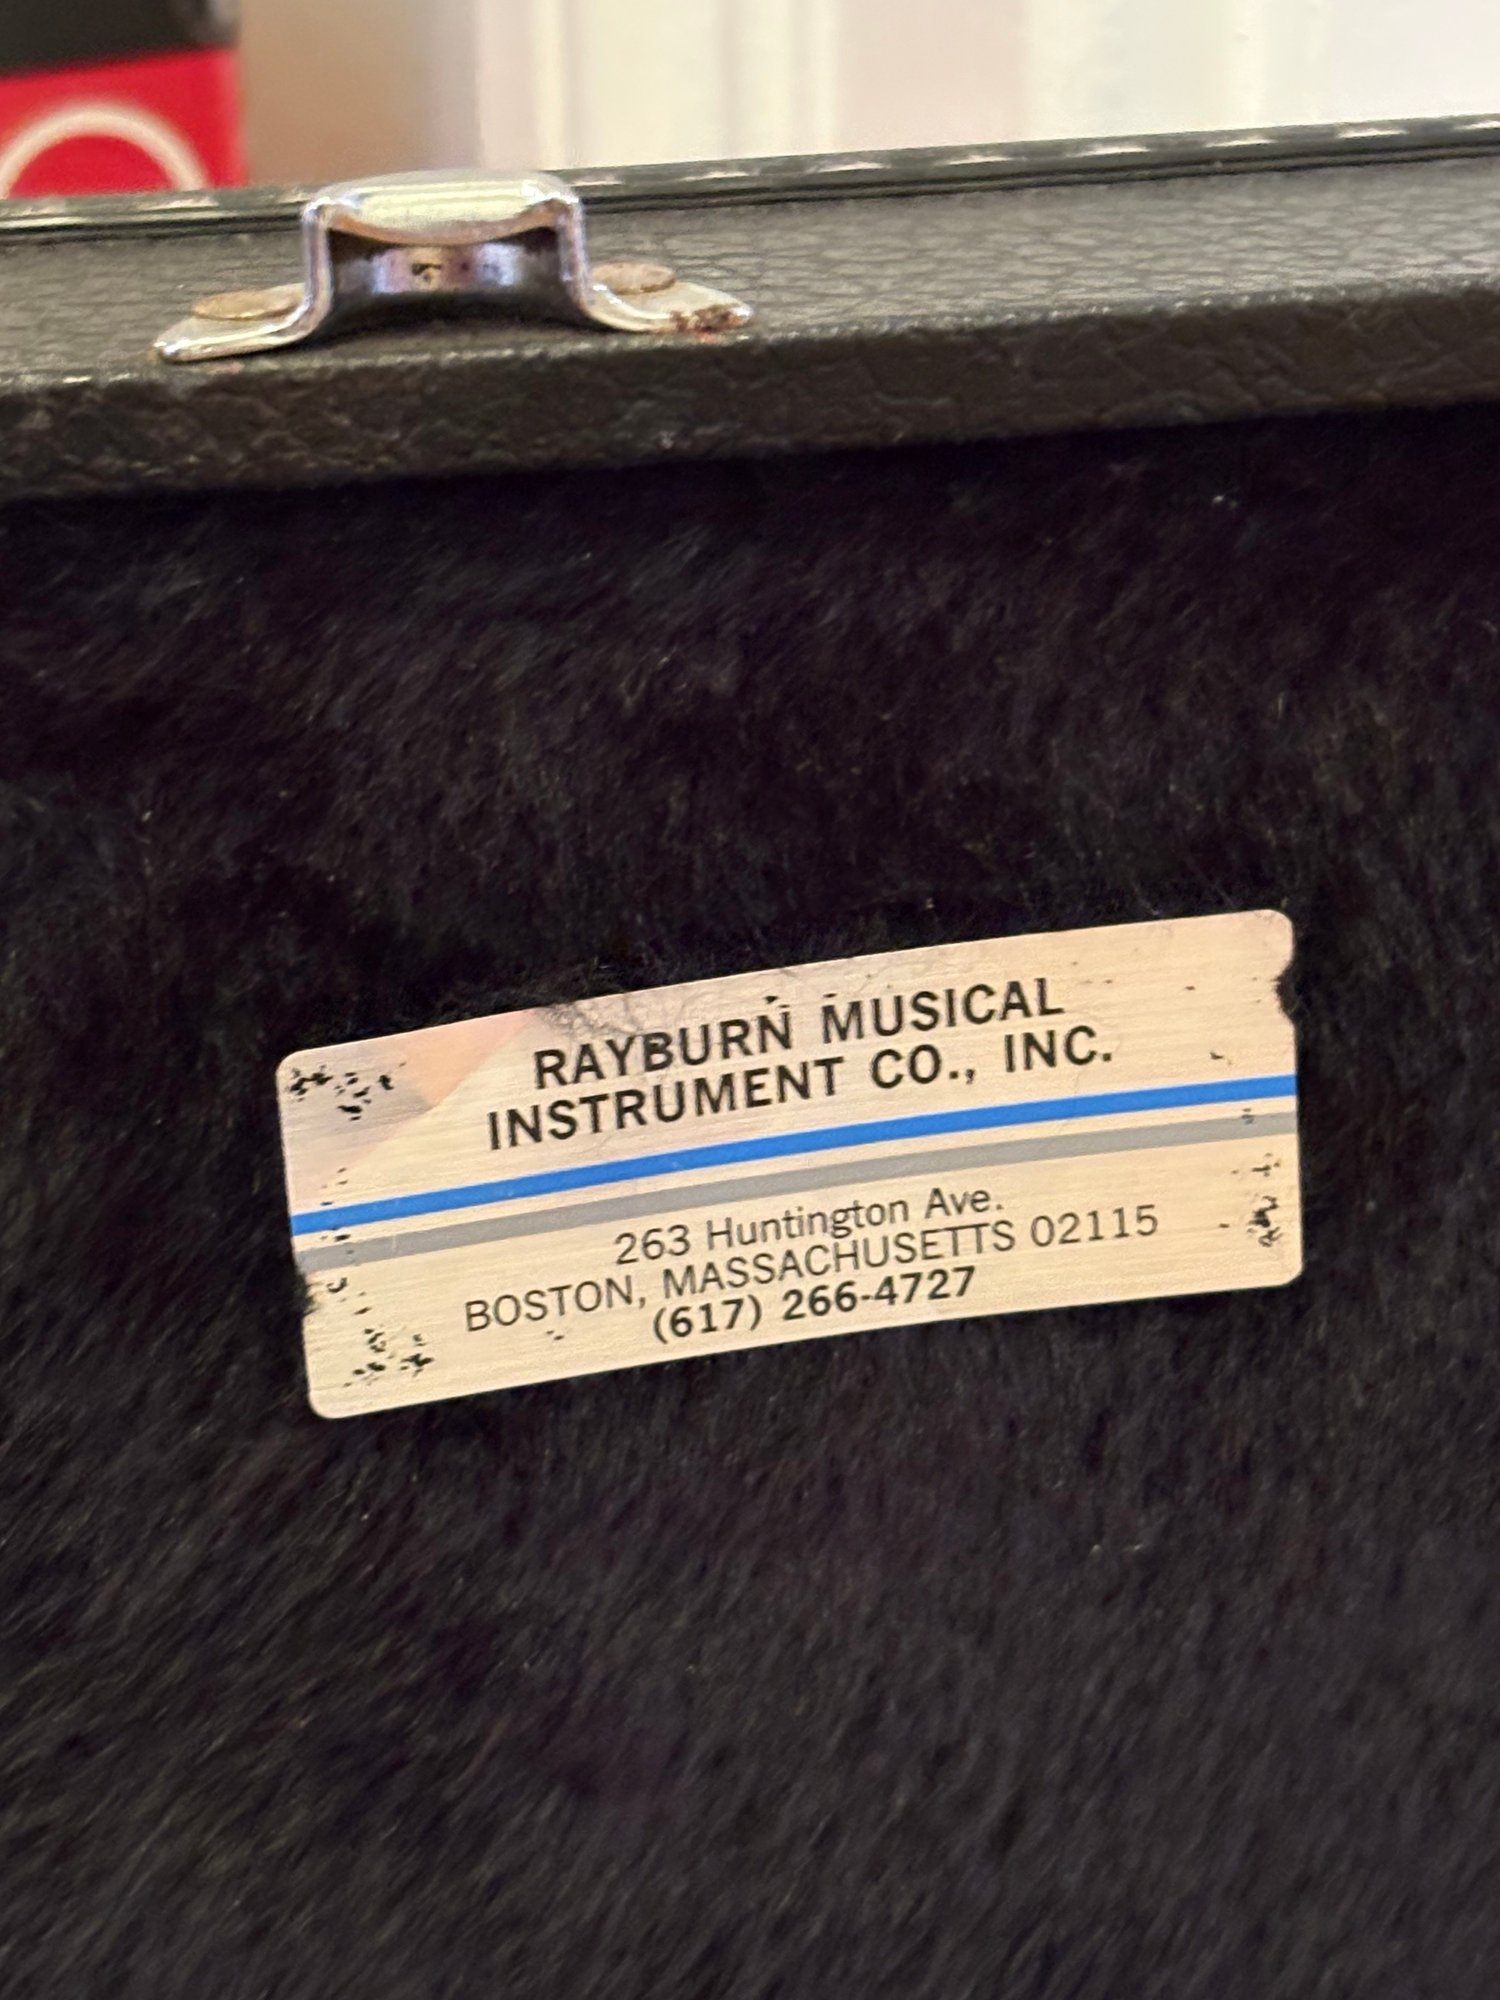 RAYBURN MUSICAL
INSTRUMENT CO., INC.
263 Huntington Ave.
BOSTON, MASSACHUSETTS 02115
(617) 266-4727